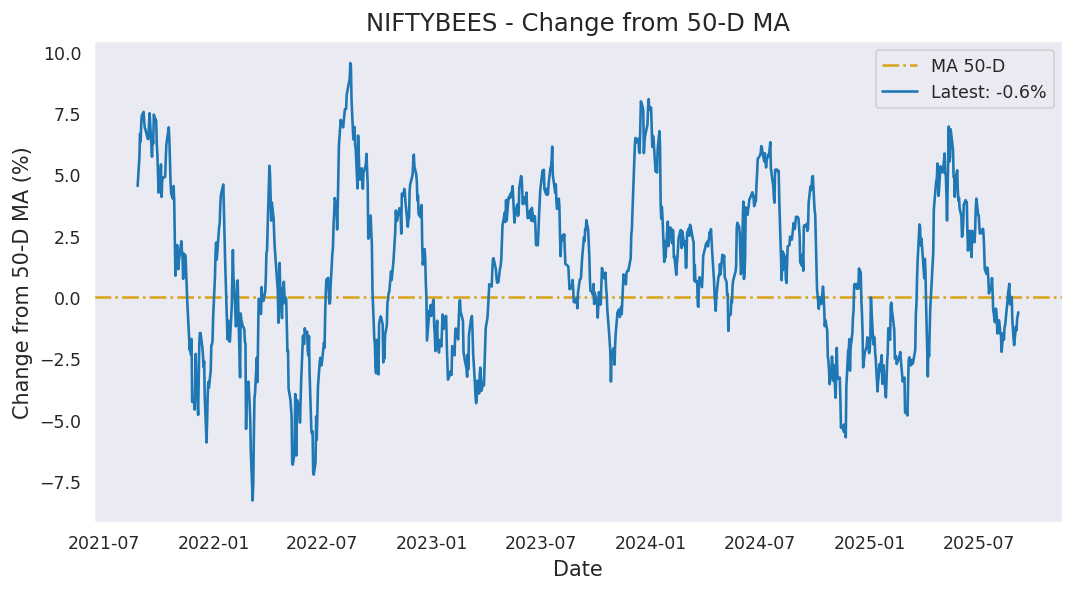 NIFTYBEES - Change from 50-D MA
MA 50-D
Latest: -0.6%
Change from 50-D MA (%)
10.0
7.5
5.0
2.5
0.0
−2.5
−5.0
−7.5
2021-07 2022-01 2022-07 2023-01 2023-07 2024-01 2024-07 2025-01 2025-07
Date